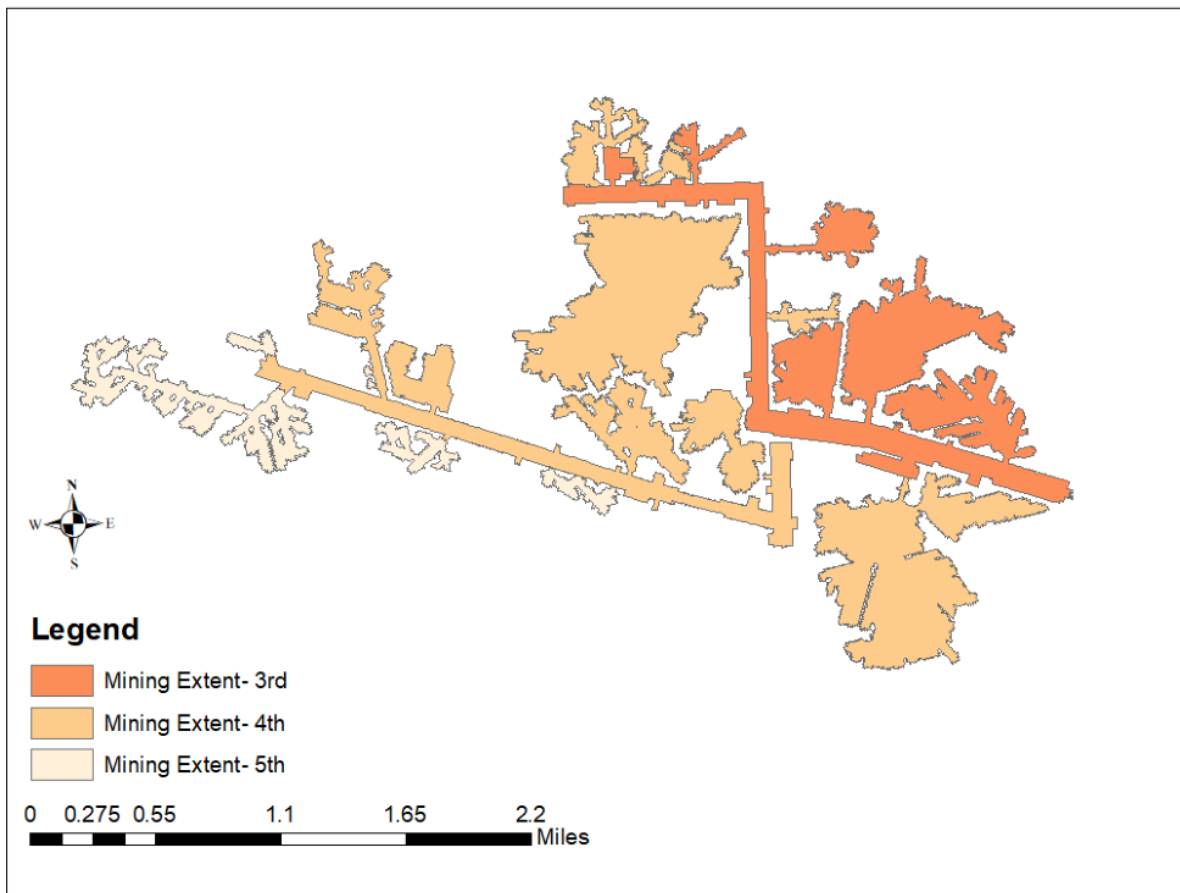 N
W E
S
Legend
Mining Extent- 3rd
Mining Extent- 4th
Mining Extent- 5th
0 0.275 0.55 1.1 1.65 2.2
Miles